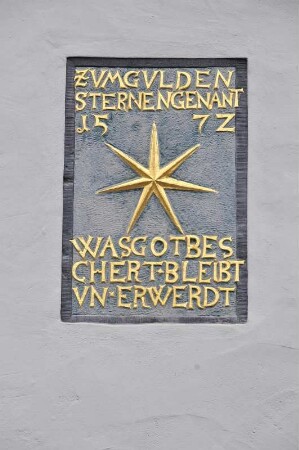 ZVMGVLDEN
STERNENGENANT
15 72
WASGOTBES
CHERT·BLEIBT
VN·ERWERDT